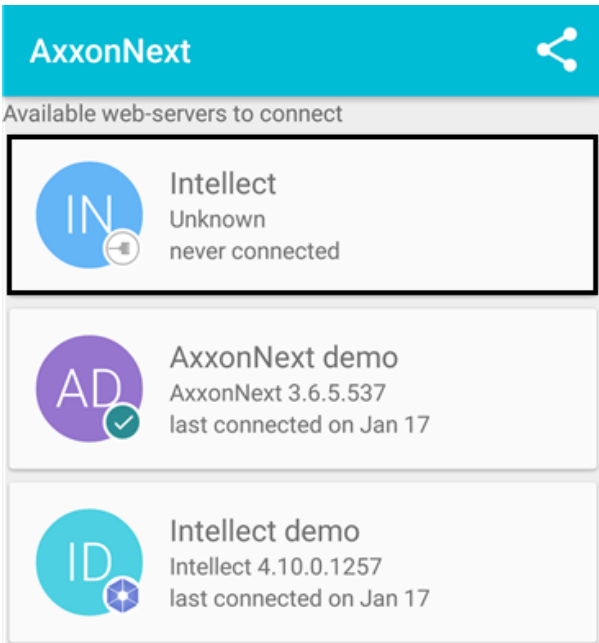 AxxonNext
Available web-servers to connect
IN
Intellect
Unknown
never connected
AD
AxxonNext demo
AxxonNext 3.6.5.537
last connected on Jan 17
ID
Intellect demo
Intellect 4.10.0.1257
last connected on Jan 17